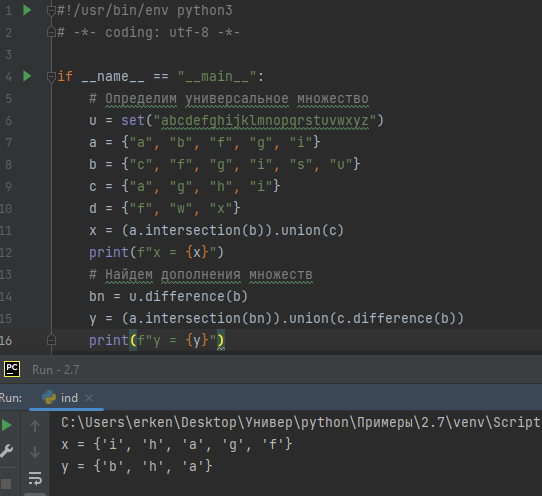 1 #!/usr/bin/env python3
2 # -*- coding: utf-8 -*-
3
4 if __name__ == "__main__":
5 # Определим универсальное множество
6 u = set("abcdefghijklmnopqrstuvwxyz")
7 a = {"a", "b", "f", "g", "i"}
8 b = {"c", "f", "g", "i", "s", "u"}
9 c = {"a", "g", "h", "i"}
10 d = {"f", "w", "x"}
11 x = (a.intersection(b)).union(c)
12 print(f"x = {x}")
13 # Найдем дополнения множеств
14 bn = u.difference(b)
15 y = (a.intersection(bn)).union(c.difference(b))
16 print(f"y = {y}")
PC Run - 2.7
Run: ind
C:\Users\erken\Desktop\Универ\python\Примеры\2.7\venv\Script
x = {'i', 'h', 'a', 'g', 'f'}
y = {'b', 'h', 'a'}